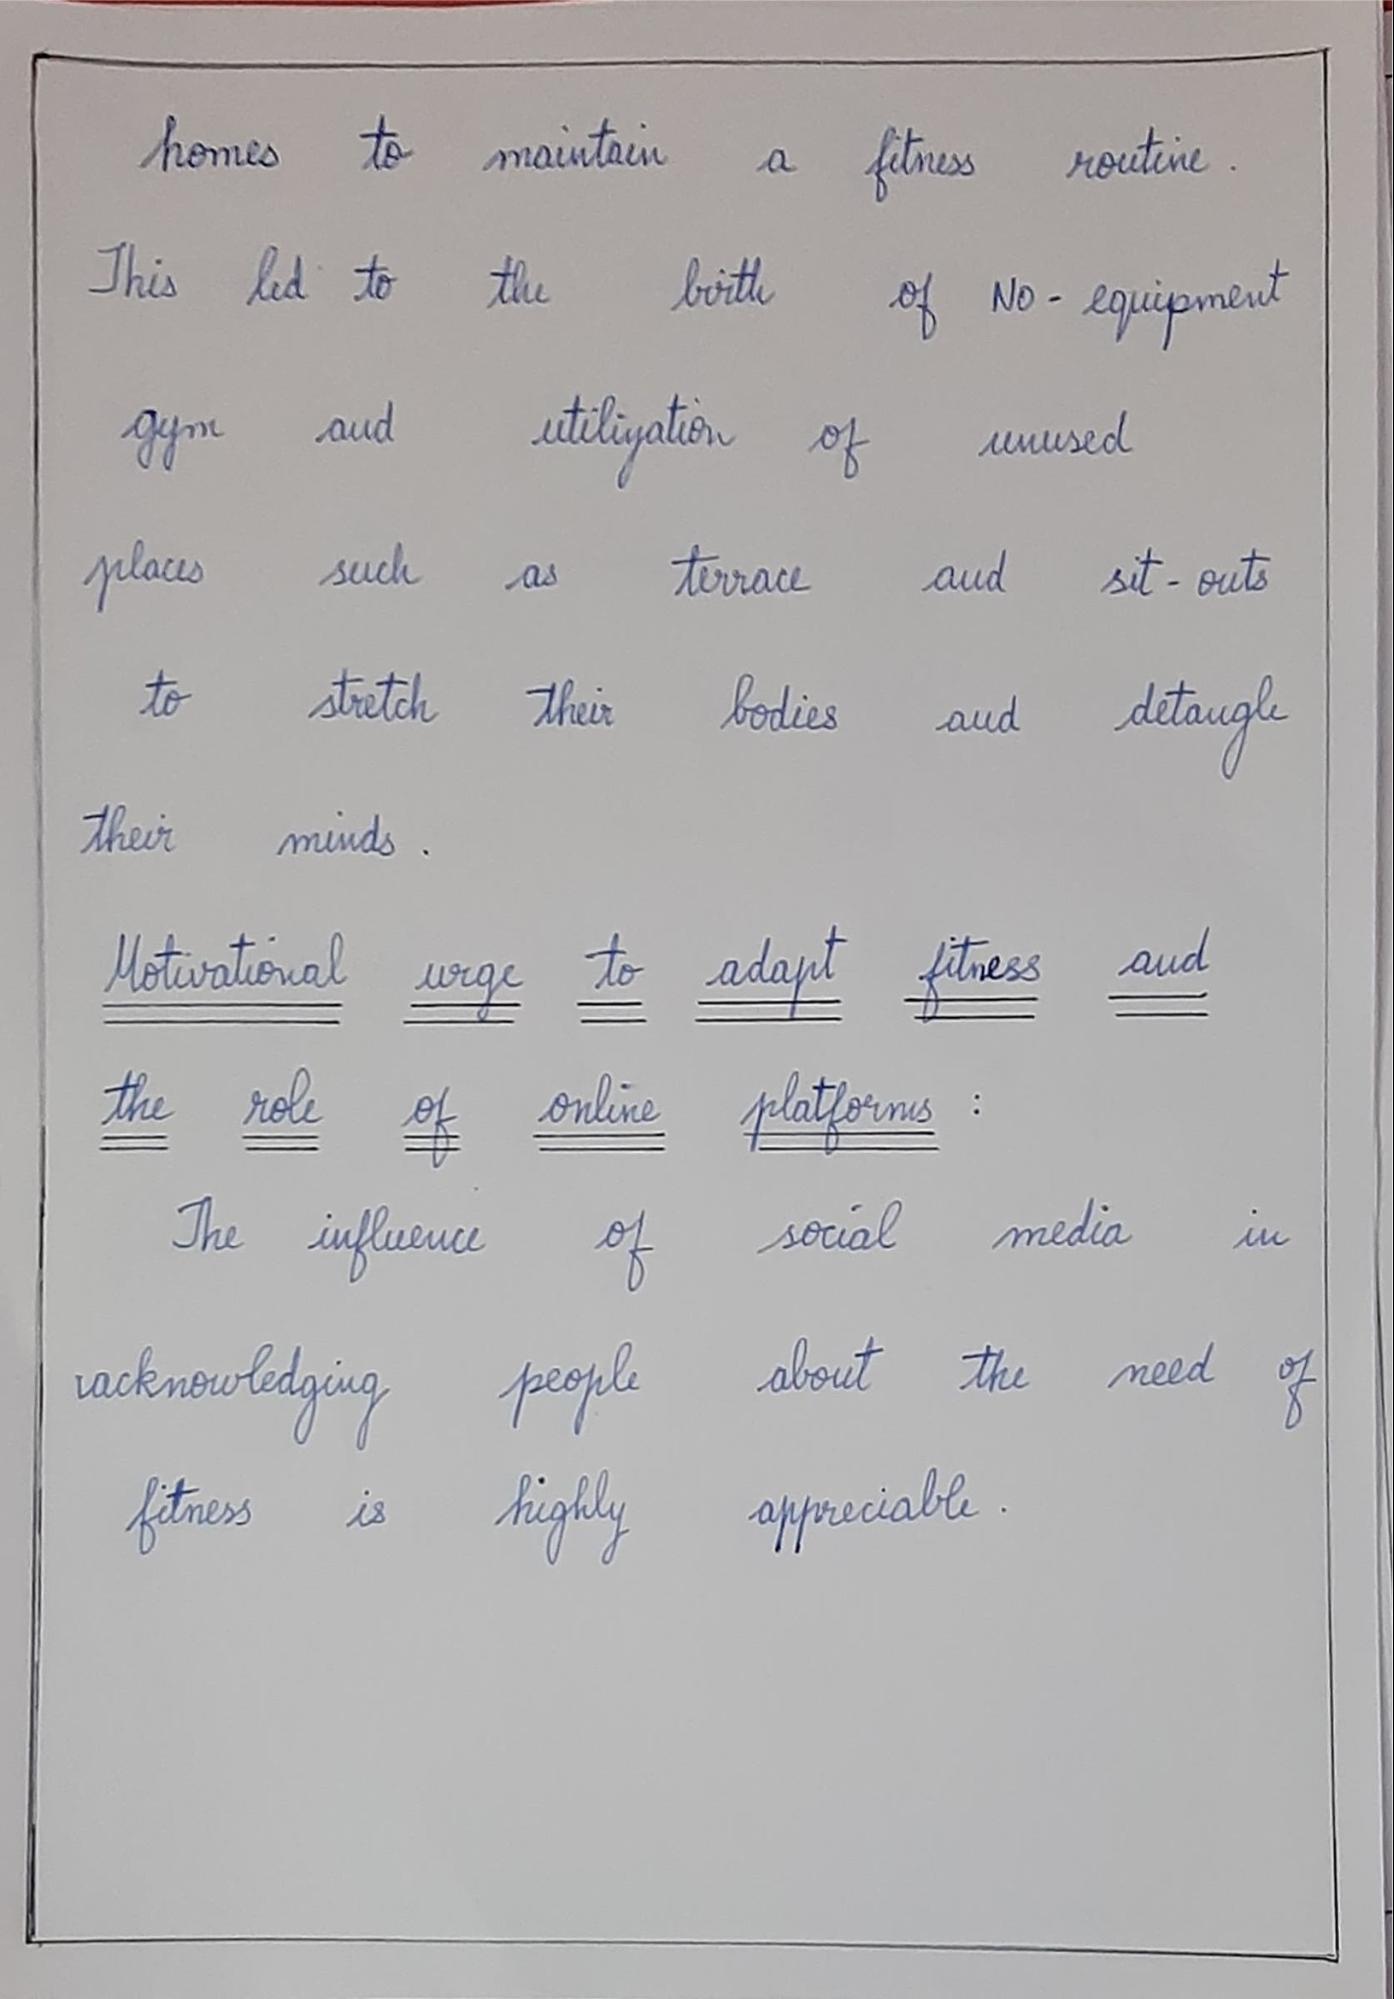 homes to maintain a fitness routine.
This led to the birth of NO-equipment
gym and utilization of unused
places such as terrace and sit-outs
to stretch their bodies and detangle
their minds.
Motivational urge to adapt fitness and
the role of online platforms :
The influence of social media in
acknowledging people about the need of
fitness is highly appreciable.